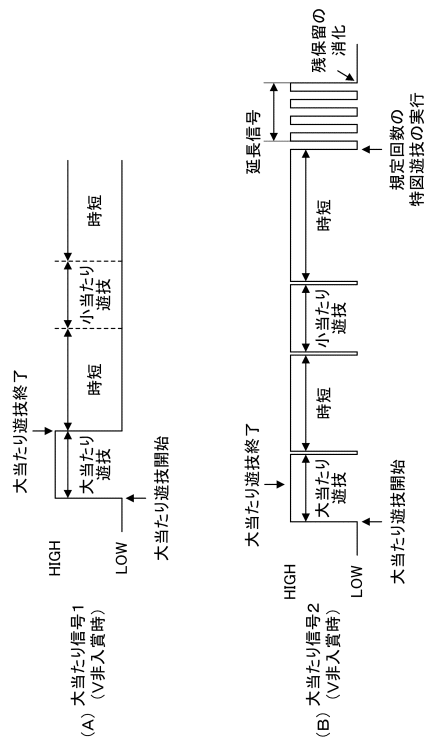 (A) 大当たり信号1
(V非入賞時)
HIGH
LOW
大当たり遊技終了
大当たり
遊技
大当たり遊技開始
時短
小当たり
遊技
時短
(B) 大当たり信号2
(V非入賞時)
HIGH
LOW
大当たり遊技終了
大当たり
遊技
大当たり遊技開始
時短
小当たり
遊技
時短
延長信号
残保留の
消化
規定回数の
特図遊技の実行